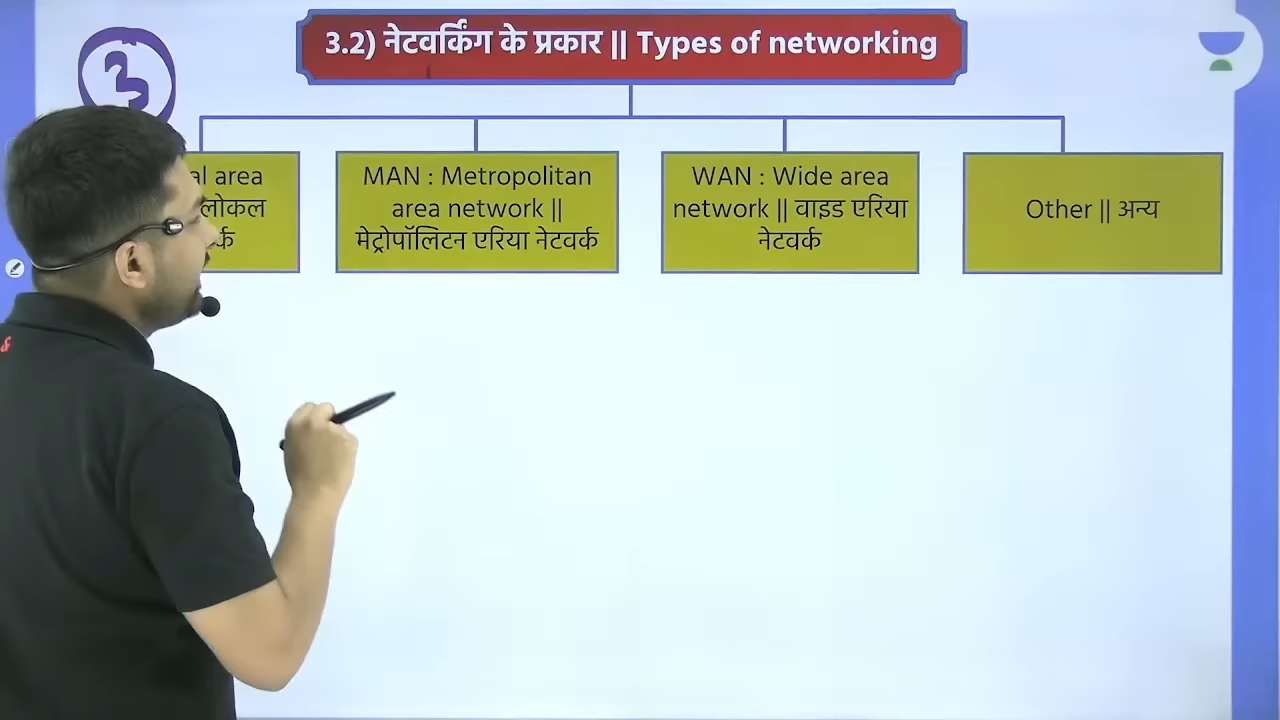 3
3.2) नेटवर्किंग के प्रकार || Types of networking
area
लोकल
MAN : Metropolitan
area network ||
मेट्रोपॉलिटन एरिया नेटवर्क
WAN : Wide area
network || वाइड एरिया
नेटवर्क
Other || अन्य